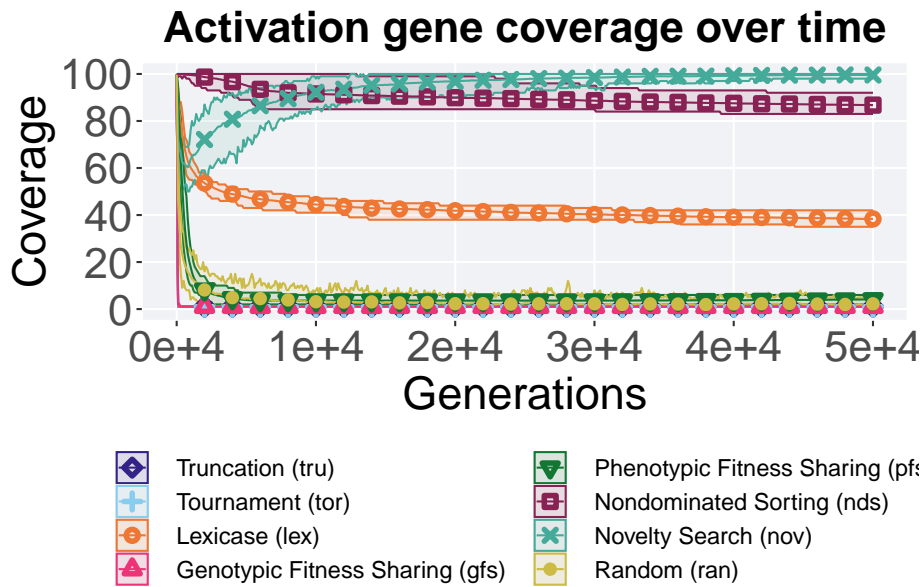 Activation gene coverage over time
Coverage
100
80
60
40
20
0
0e+4 1e+4 2e+4 3e+4 4e+4 5e+4
Generations
Truncation (tru)
Tournament (tor)
Lexicase (lex)
Genotypic Fitness Sharing (gfs)
Phenotypic Fitness Sharing (pfs
Nondominated Sorting (nds)
Novelty Search (nov)
Random (ran)